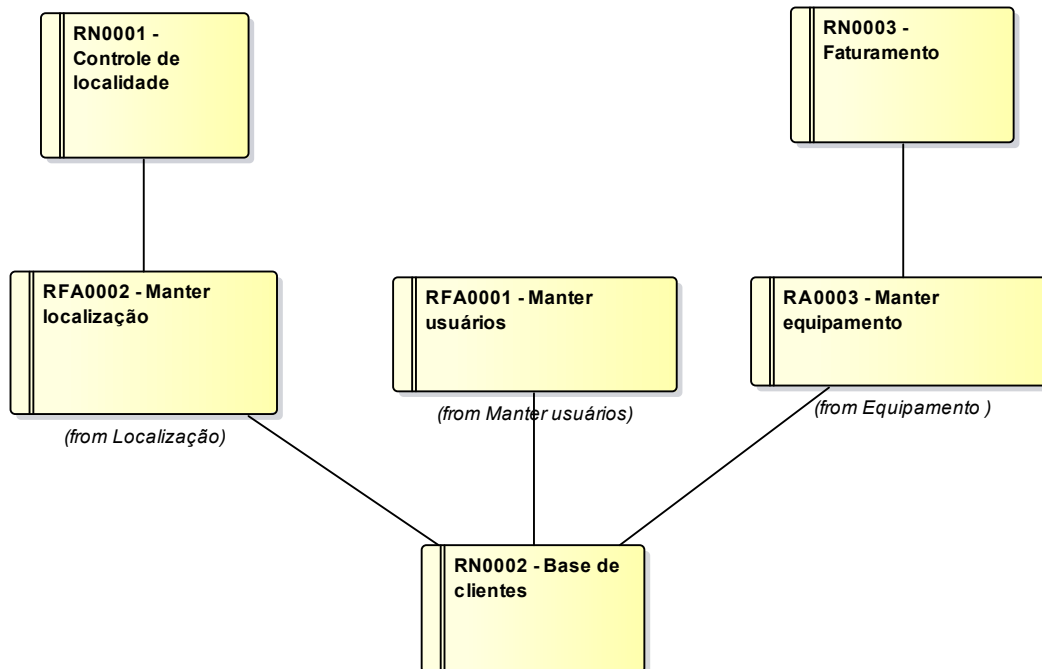 RN0001 -
Controle de
localidade
RN0003 -
Faturamento
RFA0002 - Manter
localização
(from Localização)
RFA0001 - Manter
usuários
(from Manter usuários)
RA0003 - Manter
equipamento
(from Equipamento )
RN0002 - Base de
clientes